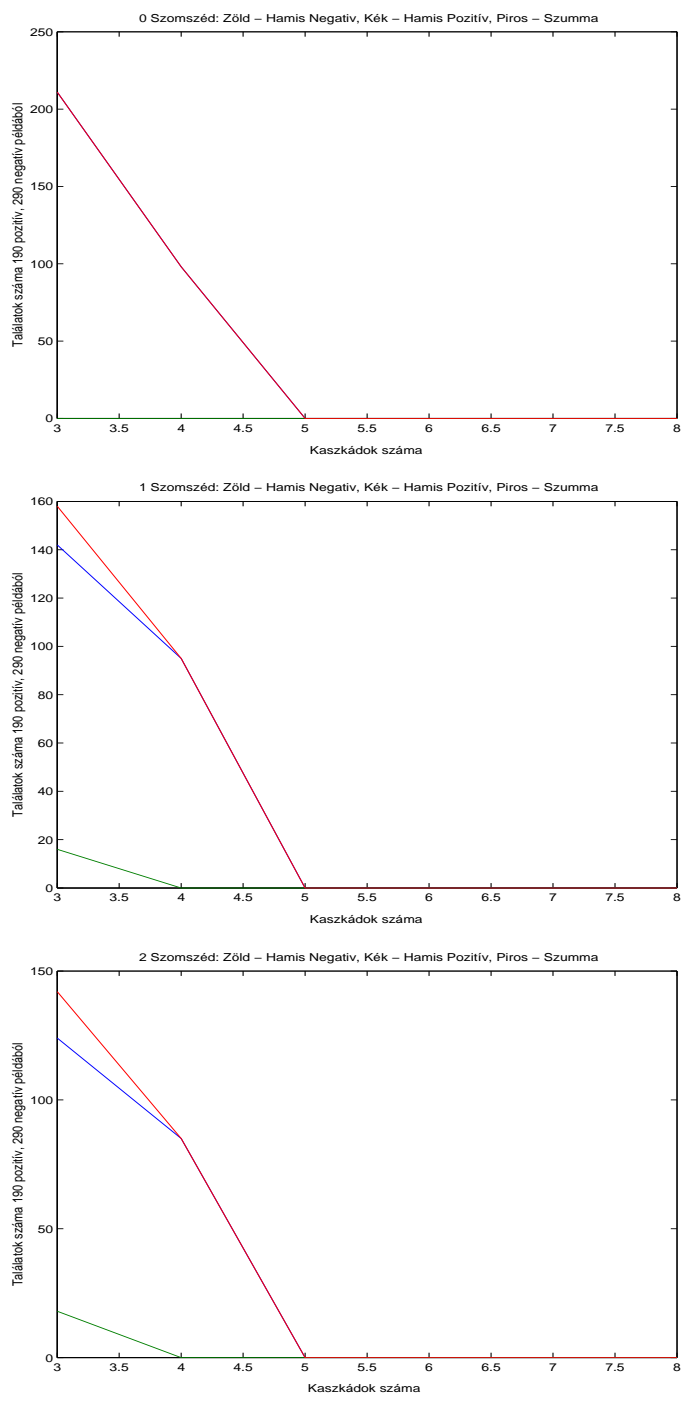 0 Szomszéd: Zöld − Hamis Negativ, Kék − Hamis Pozitív, Piros − Szumma
250
200
150
100
50
0
Találatok száma 190 pozitív, 290 negatív példából
3 3.5 4 4.5 5 5.5 6 6.5 7 7.5 8
Kaszkádok száma
1 Szomszéd: Zöld − Hamis Negativ, Kék − Hamis Pozitív, Piros − Szumma
160
140
120
100
80
60
40
20
0
Találatok száma 190 pozitív, 290 negatív példából
3 3.5 4 4.5 5 5.5 6 6.5 7 7.5 8
Kaszkádok száma
2 Szomszéd: Zöld − Hamis Negativ, Kék − Hamis Pozitív, Piros − Szumma
150
100
50
0
Találatok száma 190 pozitív, 290 negatív példából
3 3.5 4 4.5 5 5.5 6 6.5 7 7.5 8
Kaszkádok száma